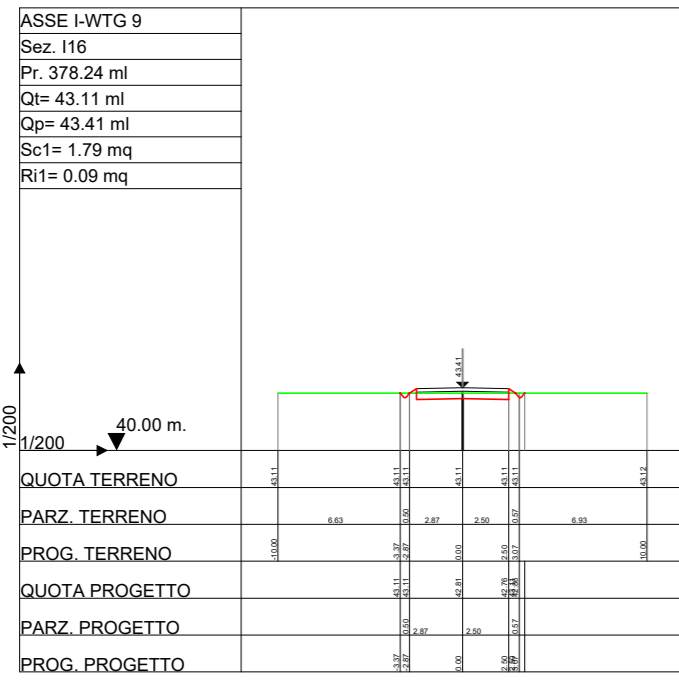 ASSE I-WTG 9
Sez. I16
Pr. 378.24 ml
Qt= 43.11 ml
Qp= 43.41 ml
Sc1= 1.79 mq
Ri1= 0.09 mq
43.41
1/200
40.00 m.
1/200
QUOTA TERRENO 43.11 43.11 43.11 43.11 43.11 43.11 43.12
PARZ. TERRENO 6.63 0.50 2.87 2.50 0.57 6.93
PROG. TERRENO -10.00 -3.37 -2.87 0.00 2.50 3.07 10.00
QUOTA PROGETTO 43.11 43.11 42.81 42.76
PARZ. PROGETTO 0.50 2.87 2.50 0.57
PROG. PROGETTO -3.37 -2.87 0.00 2.50